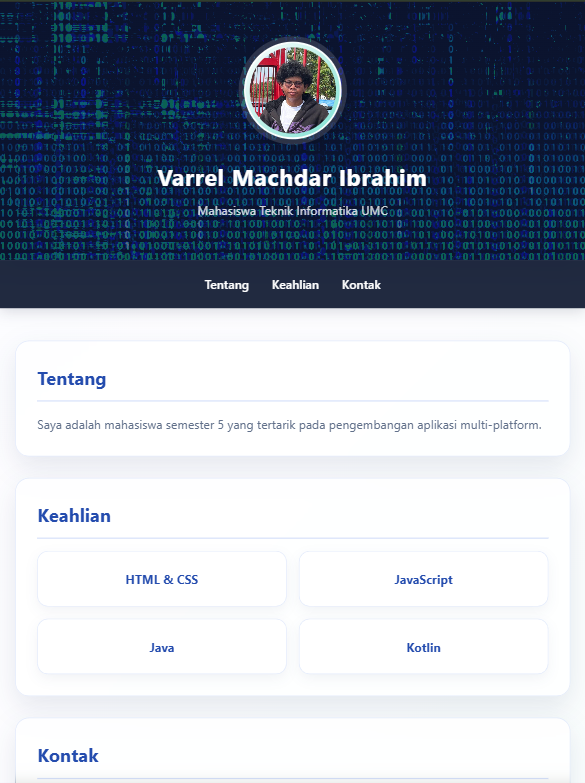 Varrel Machdar Ibrahim
Mahasiswa Teknik Informatika UMC
Tentang Keahlian Kontak
Tentang
Saya adalah mahasiswa semester 5 yang tertarik pada pengembangan aplikasi multi-platform.
Keahlian
HTML & CSS JavaScript
Java Kotlin
Kontak